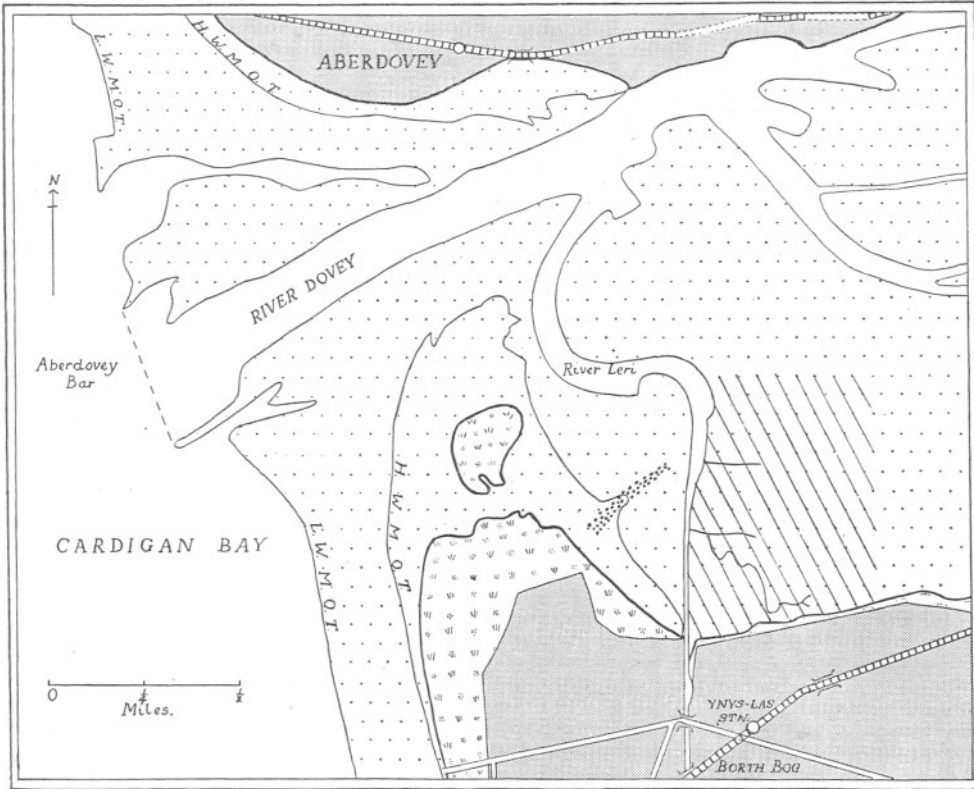 L.W.M.O.T.
H.W.M.O.T
ABERDOVEY
N
RIVER DOVEY
Aberdovey
Bar
River Leri
CARDIGAN BAY
H.W.M.O.T
L.W.M.O.T
0 1/4 1/2
Miles.
YNYS-LAS
STN.
BORTH BOG